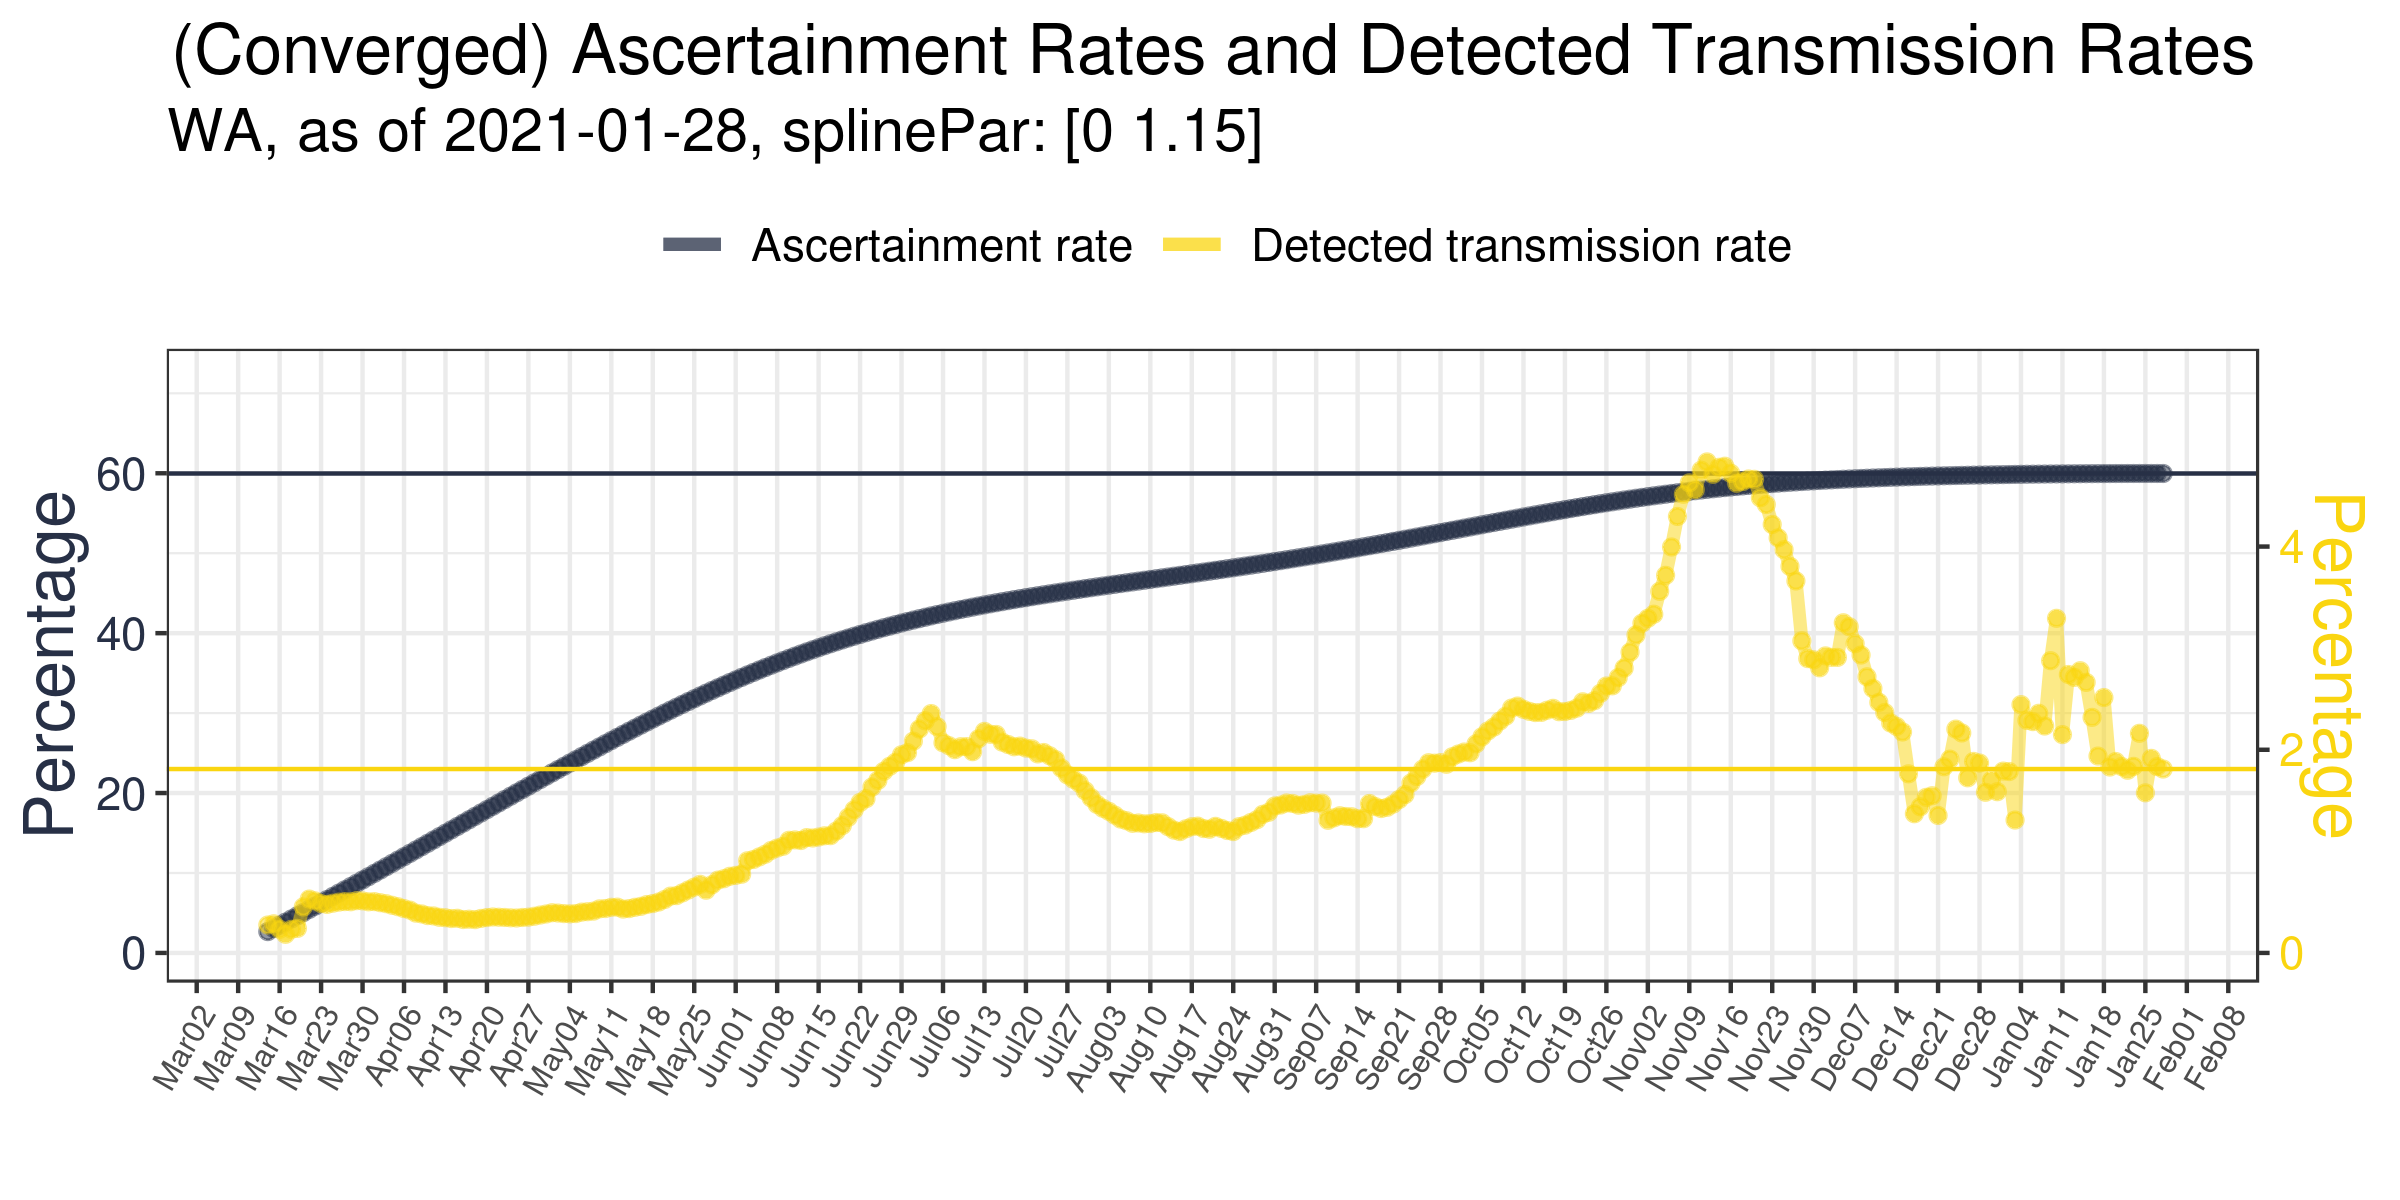 (Converged) Ascertainment Rates and Detected Transmission Rates
WA, as of 2021-01-28, splinePar: [0 1.15]
Ascertainment rate
Detected transmission rate
Percentage
60
40
20
0
4
2
0
Percentage
Mar02
Mar09
Mar16
Mar23
Mar30
Apr06
Apr13
Apr20
Apr27
May04
May11
May18
May25
Jun01
Jun08
Jun15
Jun22
Jun29
Jul06
Jul13
Jul20
Jul27
Aug03
Aug10
Aug17
Aug24
Aug31
Sep07
Sep14
Sep21
Sep28
Oct05
Oct12
Oct19
Oct26
Nov02
Nov09
Nov16
Nov23
Nov30
Dec07
Dec14
Dec21
Dec28
Jan04
Jan11
Jan18
Jan25
Feb01
Feb08